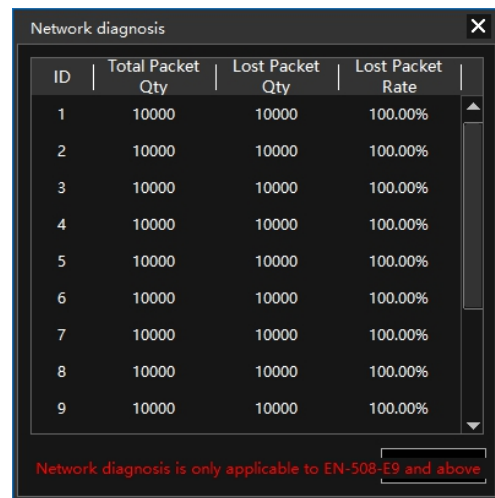 Network diagnosis
ID Total Packet Qty Lost Packet Qty Lost Packet Rate
1 10000 10000 100.00%
2 10000 10000 100.00%
3 10000 10000 100.00%
4 10000 10000 100.00%
5 10000 10000 100.00%
6 10000 10000 100.00%
7 10000 10000 100.00%
8 10000 10000 100.00%
9 10000 10000 100.00%
Network diagnosis is only applicable to EN-508-E9 and above